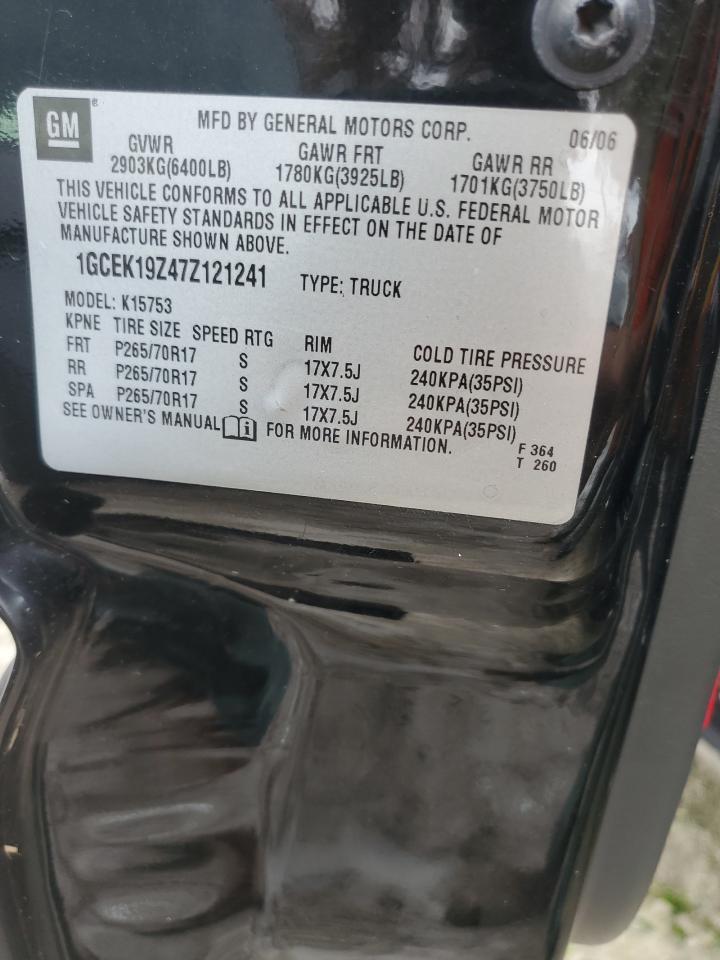 GM ®
MFD BY GENERAL MOTORS CORP. 06/06
GVWR GAWR FRT GAWR RR
2903KG(6400LB) 1780KG(3925LB) 1701KG(3750LB)
THIS VEHICLE CONFORMS TO ALL APPLICABLE U.S. FEDERAL MOTOR
VEHICLE SAFETY STANDARDS IN EFFECT ON THE DATE OF
MANUFACTURE SHOWN ABOVE.
1GCEK19Z47Z121241 TYPE: TRUCK
MODEL: K15753
KPNE TIRE SIZE SPEED RTG RIM COLD TIRE PRESSURE
FRT P265/70R17 S 17X7.5J 240KPA(35PSI)
RR P265/70R17 S 17X7.5J 240KPA(35PSI)
SPA P265/70R17 S 17X7.5J 240KPA(35PSI)
SEE OWNER'S MANUAL i FOR MORE INFORMATION. F 364
T 260